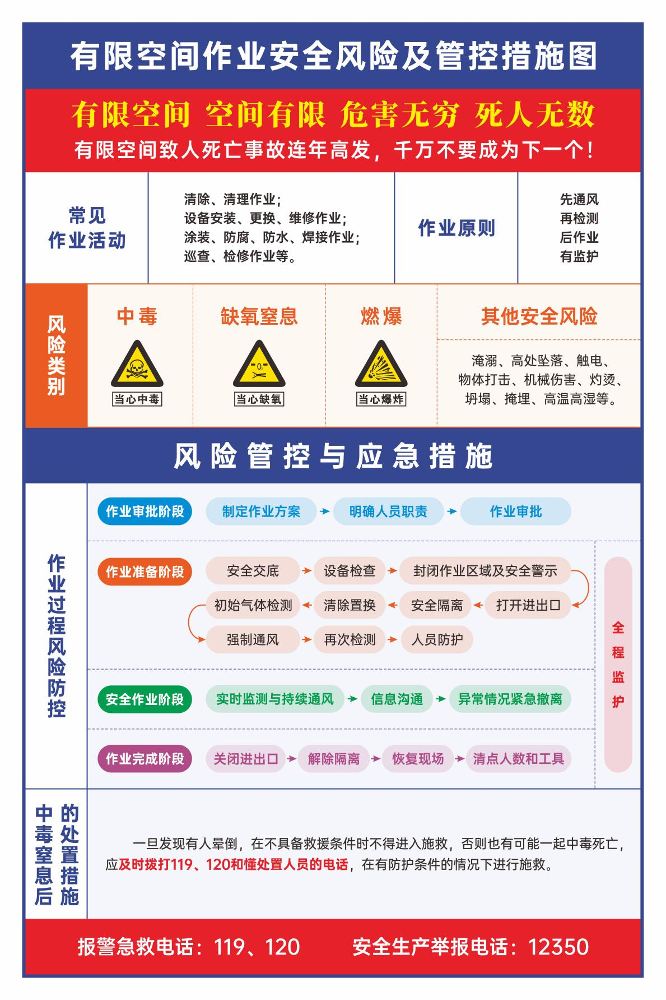 有限空间作业安全风险及管控措施图
有限空间 空间有限 危害无穷 死人无数
有限空间致人死亡事故连年高发，千万不要成为下一个！
常见
作业活动
清除、清理作业；
设备安装、更换、维修作业；
涂装、防腐、防水、焊接作业；
巡查、检修作业等。
作业原则
先通风
再检测
后作业
有监护
风险类别
中毒
当心中毒
缺氧窒息
当心缺氧
燃爆
当心爆炸
其他安全风险
淹溺、高处坠落、触电、
物体打击、机械伤害、灼烫、
坍塌、掩埋、高温高湿等。
风险管控与应急措施
作业过程风险防控
作业审批阶段 制定作业方案 明确人员职责 作业审批
作业准备阶段 安全交底 设备检查 封闭作业区域及安全警示
初始气体检测 清除置换 安全隔离 打开进出口
强制通风 再次检测 人员防护
安全作业阶段 实时监测与持续通风 信息沟通 异常情况紧急撤离
作业完成阶段 关闭进出口 解除隔离 恢复现场 清点人数和工具
全程监护
中毒窒息后
的处置措施
一旦发现有人晕倒，在不具备救援条件时不得进入施救，否则也有可能一起中毒死亡，
应及时拨打119、120和懂处置人员的电话，在有防护条件的情况下进行施救。
报警急救电话：119、120 安全生产举报电话：12350